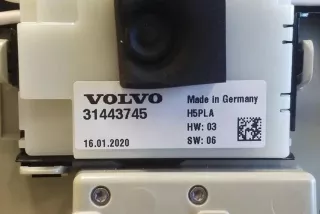 VOLVO Made in Germany
31443745 H5PLA
HW: 03
16.01.2020 SW: 06